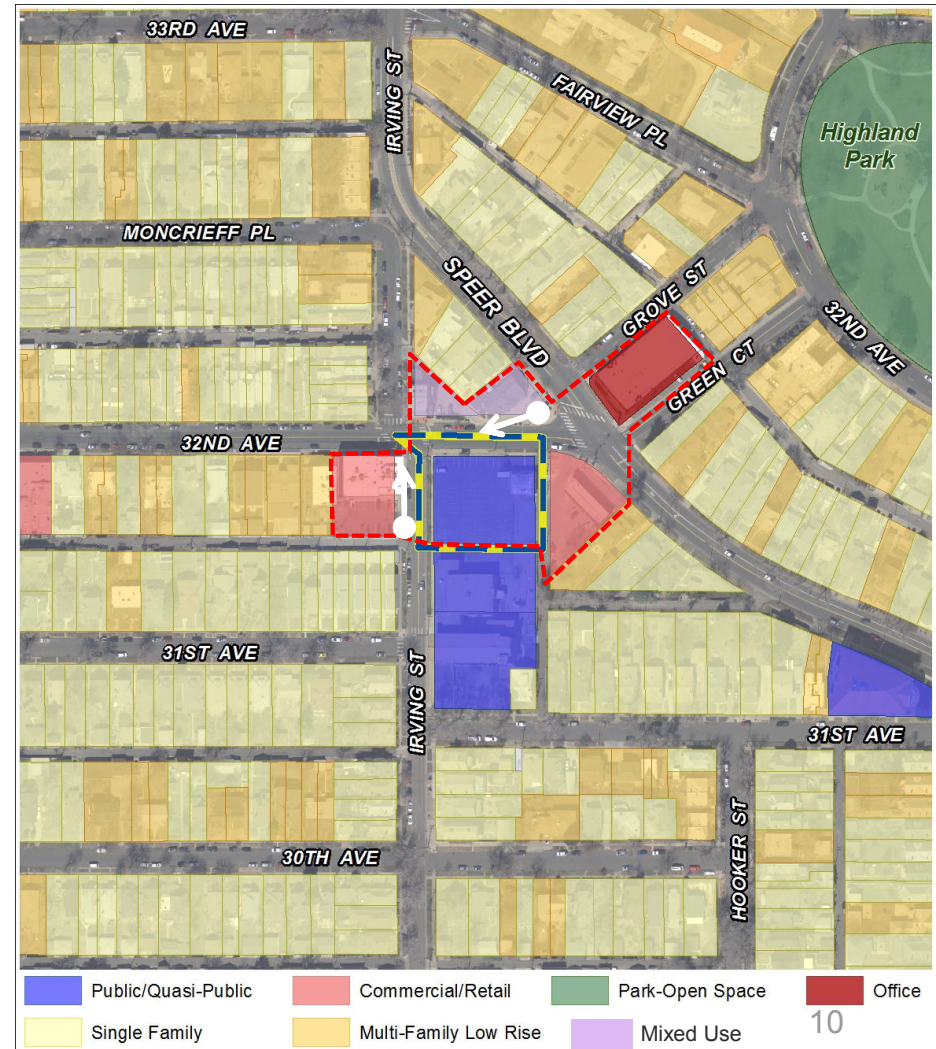 33RD AVE
IRVING ST
FAIRVIEW PL
Highland
Park
MONCRIEFF PL
SPEER BLVD
GROVE ST
32ND AVE
GREEN CT
32ND AVE
31ST AVE
IRVING ST
31ST AVE
HOOKER ST
30TH AVE
Public/Quasi-Public Commercial/Retail Park-Open Space Office
Single Family Multi-Family Low Rise Mixed Use 10